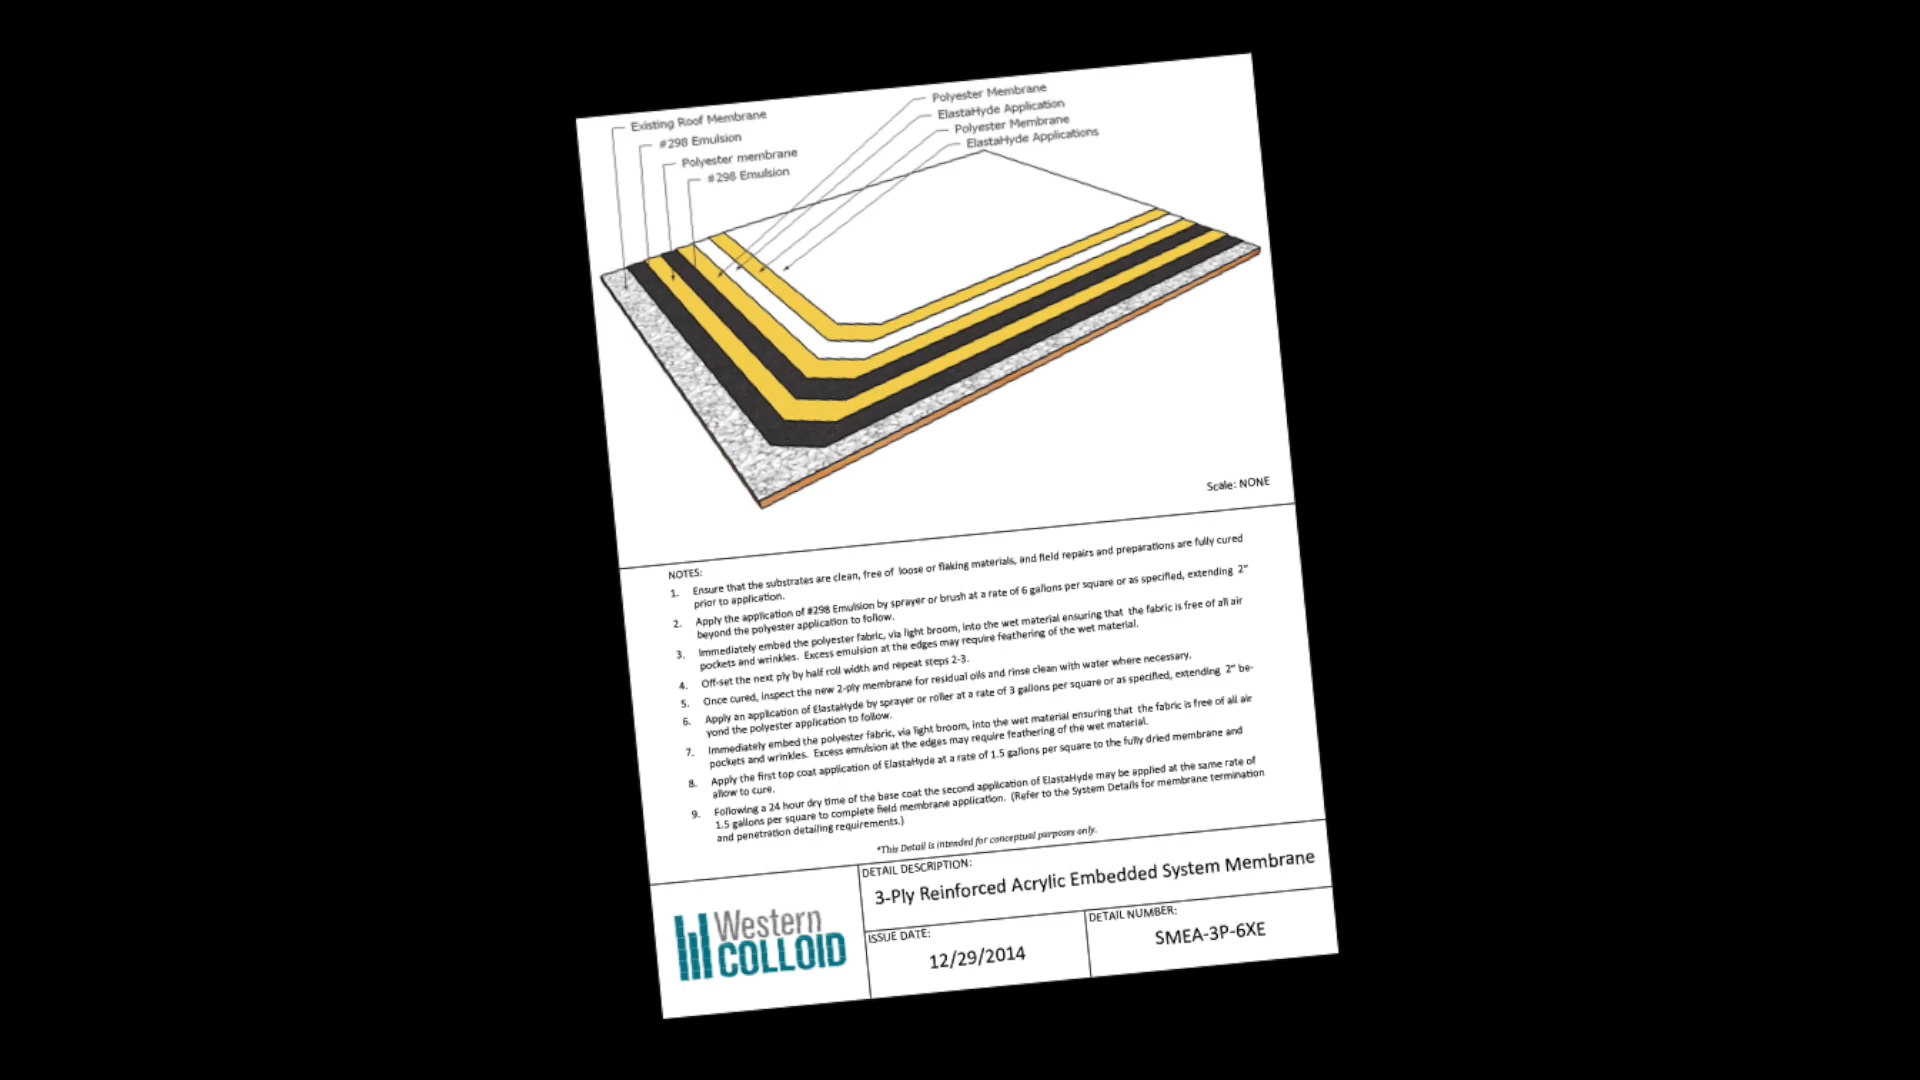 Existing Roof Membrane
#298 Emulsion
Polyester membrane
#298 Emulsion
Polyester Membrane
ElastaHyde Application
Polyester Membrane
ElastaHyde Applications
Scale: NONE
NOTES:
1. Ensure that the substrates are clean, free of loose or flaking materials, and field repairs and preparations are fully cured
prior to application.
2. Apply the application of #298 Emulsion by sprayer or brush at a rate of 6 gallons per square or as specified, extending 2"
beyond the polyester application to follow.
3. Immediately embed the polyester fabric, via light broom, into the wet material ensuring that the fabric is free of all air
pockets and wrinkles. Excess emulsion at the edges may require feathering of the wet material.
4. Off-set the next ply by half roll width and repeat steps 2-3.
5. Once cured, inspect the new 2-ply membrane for residual oils and rinse clean with water where necessary.
6. Apply an application of ElastaHyde by sprayer or roller at a rate of 3 gallons per square or as specified, extending 2" be-
yond the polyester application to follow.
7. Immediately embed the polyester fabric, via light broom, into the wet material ensuring that the fabric is free of all air
pockets and wrinkles. Excess emulsion at the edges may require feathering of the wet material.
8. Apply the first top coat application of ElastaHyde at a rate of 1.5 gallons per square to the fully dried membrane and
allow to cure.
9. Following a 24 hour dry time of the base coat the second application of ElastaHyde may be applied at the same rate of
1.5 gallons per square to complete field membrane application. (Refer to the System Details for membrane termination
and penetration detailing requirements.)
*This Detail is intended for conceptual purposes only.
Western
COLLOID
DETAIL DESCRIPTION:
3-Ply Reinforced Acrylic Embedded System Membrane
ISSUE DATE:
12/29/2014
DETAIL NUMBER:
SMEA-3P-6XE